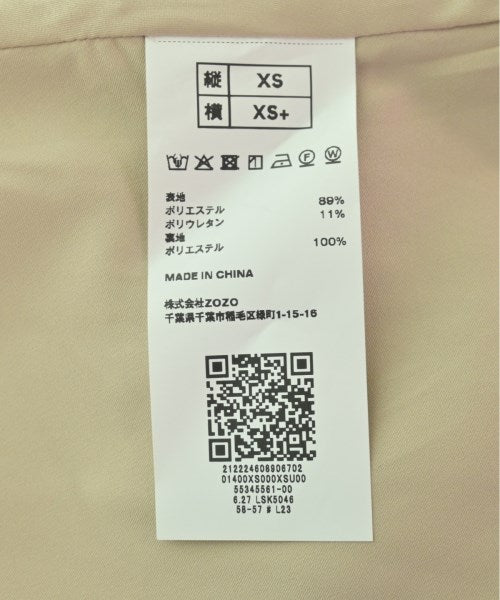 縦 XS
横 XS+
表地
ポリエステル 89%
ポリウレタン 11%
裏地
ポリエステル 100%
MADE IN CHINA
株式会社ZOZO
千葉県千葉市稲毛区緑町1-15-16
212224608906702
01400XS000XSU00
55345561-00
6.27 LSK5046
58-57 # L23